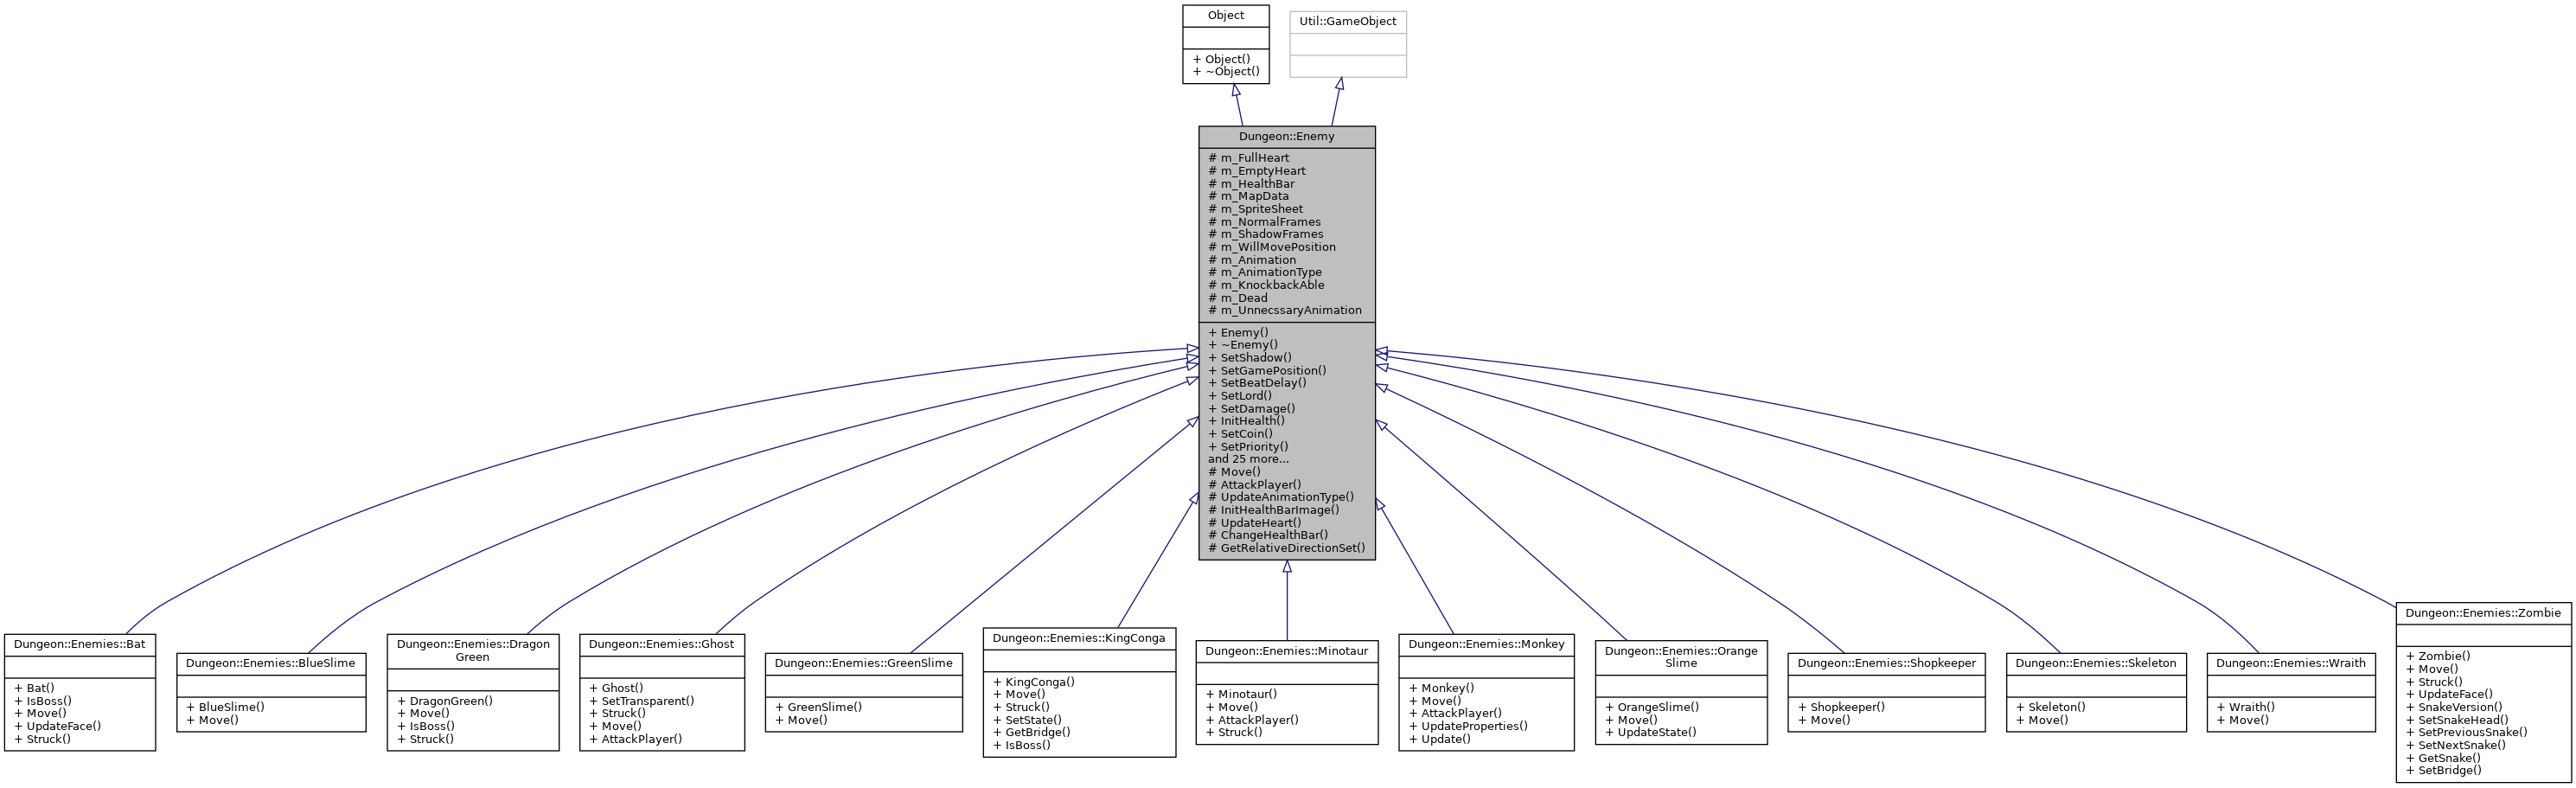 Object
+ Object()
+ ~Object()
Util::GameObject
Dungeon::Enemy
# m_FullHeart
# m_EmptyHeart
# m_HealthBar
# m_MapData
# m_SpriteSheet
# m_NormalFrames
# m_ShadowFrames
# m_WillMovePosition
# m_Animation
# m_AnimationType
# m_KnockbackAble
# m_Dead
# m_UnnecssaryAnimation
+ Enemy()
+ ~Enemy()
+ SetShadow()
+ SetGamePosition()
+ SetBeatDelay()
+ SetLord()
+ SetDamage()
+ InitHealth()
+ SetCoin()
+ SetPriority()
and 25 more...
# Move()
# AttackPlayer()
# UpdateAnimationType()
# InitHealthBarImage()
# UpdateHeart()
# ChangeHealthBar()
# GetRelativeDirectionSet()
Dungeon::Enemies::Bat
+ Bat()
+ IsBoss()
+ Move()
+ UpdateFace()
+ Struck()
Dungeon::Enemies::BlueSlime
+ BlueSlime()
+ Move()
Dungeon::Enemies::Dragon
Green
+ DragonGreen()
+ Move()
+ IsBoss()
+ Struck()
Dungeon::Enemies::Ghost
+ Ghost()
+ SetTransparent()
+ Struck()
+ Move()
+ AttackPlayer()
Dungeon::Enemies::GreenSlime
+ GreenSlime()
+ Move()
Dungeon::Enemies::KingConga
+ KingConga()
+ Move()
+ Struck()
+ SetState()
+ GetBridge()
+ IsBoss()
Dungeon::Enemies::Minotaur
+ Minotaur()
+ Move()
+ AttackPlayer()
+ Struck()
Dungeon::Enemies::Monkey
+ Monkey()
+ Move()
+ AttackPlayer()
+ UpdateProperties()
+ Update()
Dungeon::Enemies::Orange
Slime
+ OrangeSlime()
+ Move()
+ UpdateState()
Dungeon::Enemies::Shopkeeper
+ Shopkeeper()
+ Move()
Dungeon::Enemies::Skeleton
+ Skeleton()
+ Move()
Dungeon::Enemies::Wraith
+ Wraith()
+ Move()
Dungeon::Enemies::Zombie
+ Zombie()
+ Move()
+ Struck()
+ UpdateFace()
+ SnakeVersion()
+ SetSnakeHead()
+ SetPreviousSnake()
+ SetNextSnake()
+ GetSnake()
+ SetBridge()